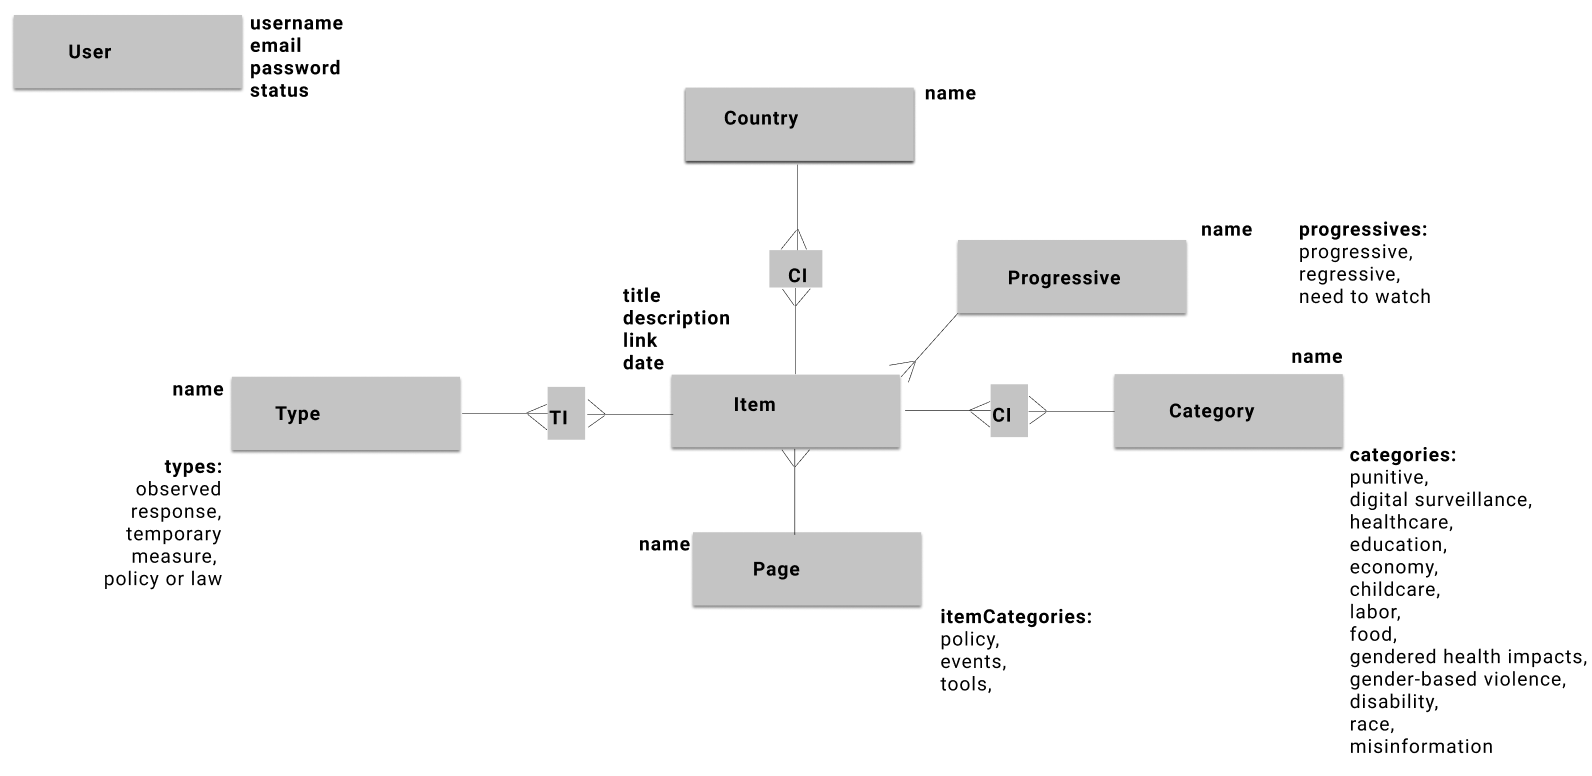 User
username
email
password
status
Country
name
CI
Progressive
name
progressives:
progressive,
regressive,
need to watch
title
description
link
date
Item
name
Type
types:
observed
response,
temporary
measure,
policy or law
TI
CI
name
Category
categories:
punitive,
digital surveillance,
healthcare,
education,
economy,
childcare,
labor,
food,
gendered health impacts,
gender-based violence,
disability,
race,
misinformation
name
Page
itemCategories:
policy,
events,
tools,